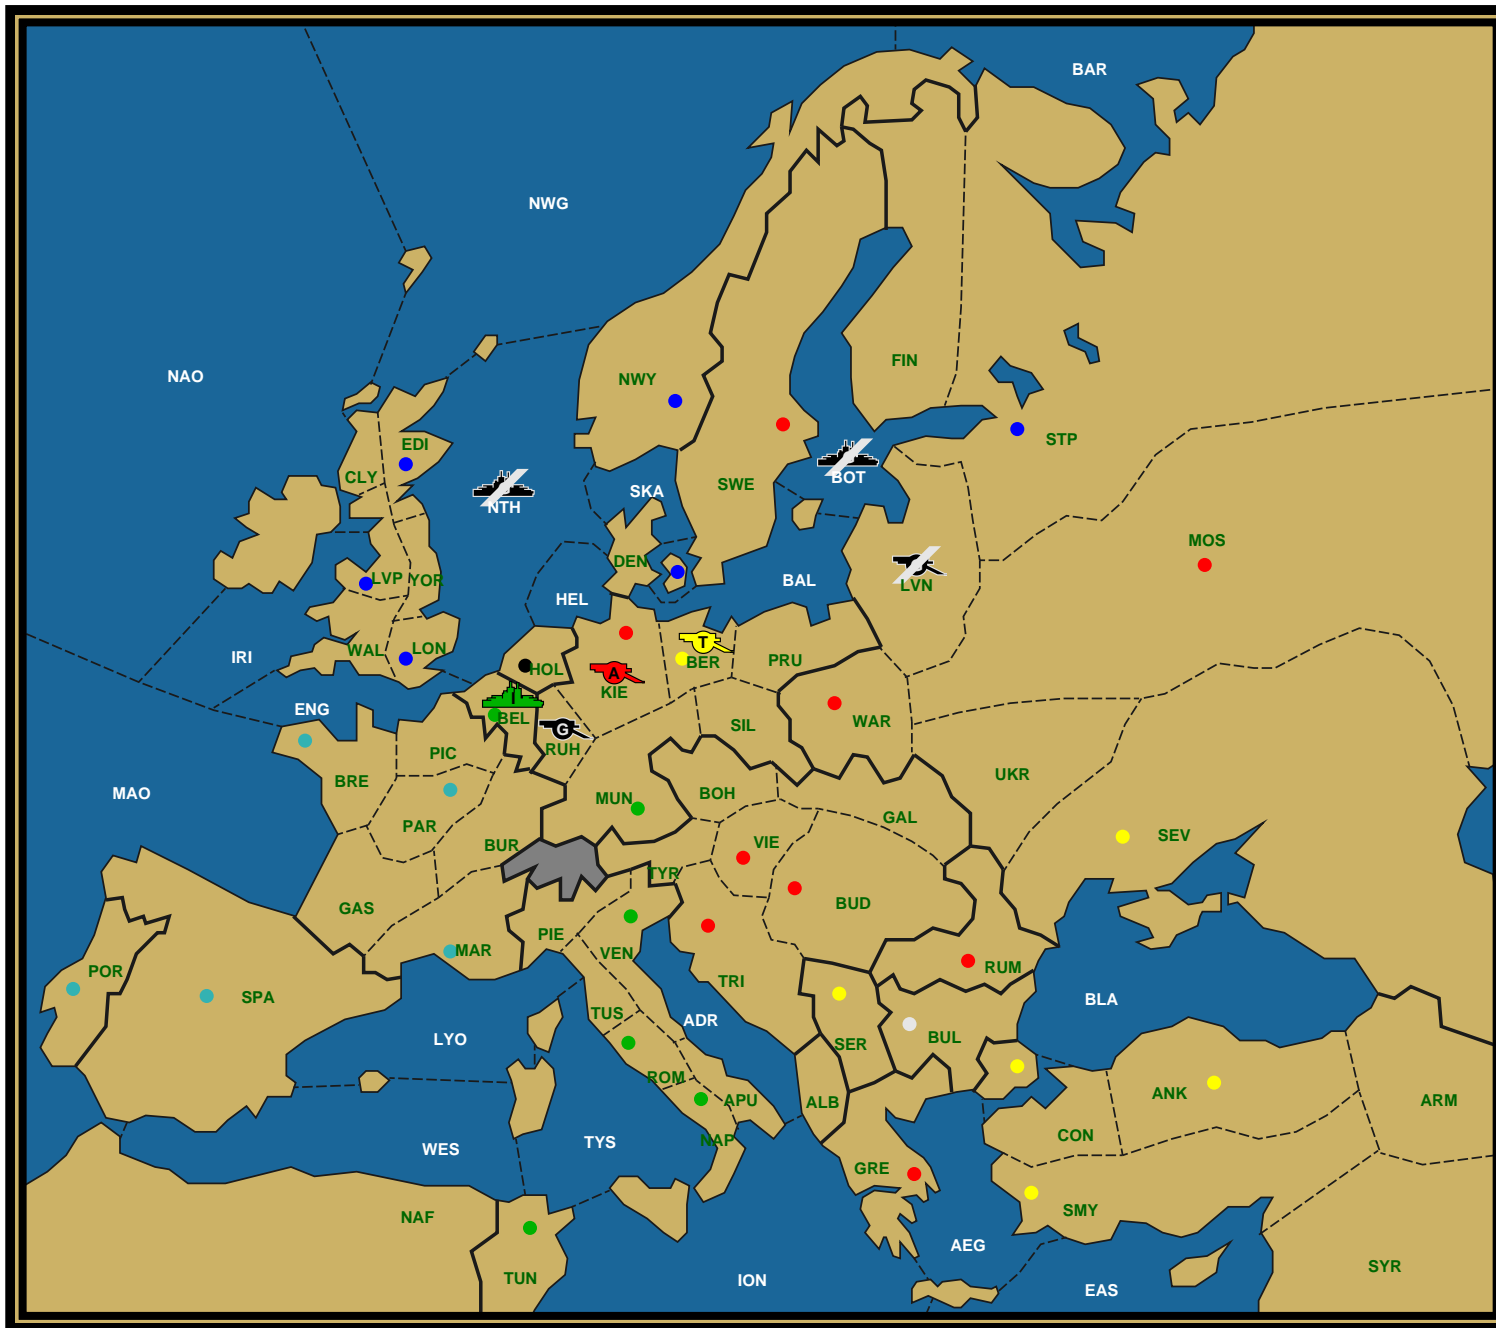 BAR
NWG
NAO
FIN
NWY
STP
EDI
CLY
BOT
SWE
SKA
NTH
MOS
DEN
BAL
LVN
LVP
YOR
HEL
T
IRI
WAL
LON
HOL
BER
PRU
A
KIE
I
ENG
BEL
G
RUH
SIL
WAR
PIC
UKR
BRE
MAO
MUN
BOH
GAL
PAR
SEV
BUR
VIE
TYR
BUD
GAS
PIE
MAR
VEN
RUM
POR
SPA
TRI
BLA
TUS
ADR
LYO
SER
BUL
ROM
ANK
APU
ALB
ARM
CON
NAP
TYS
WES
GRE
SMY
NAF
AEG
SYR
TUN
ION
EAS